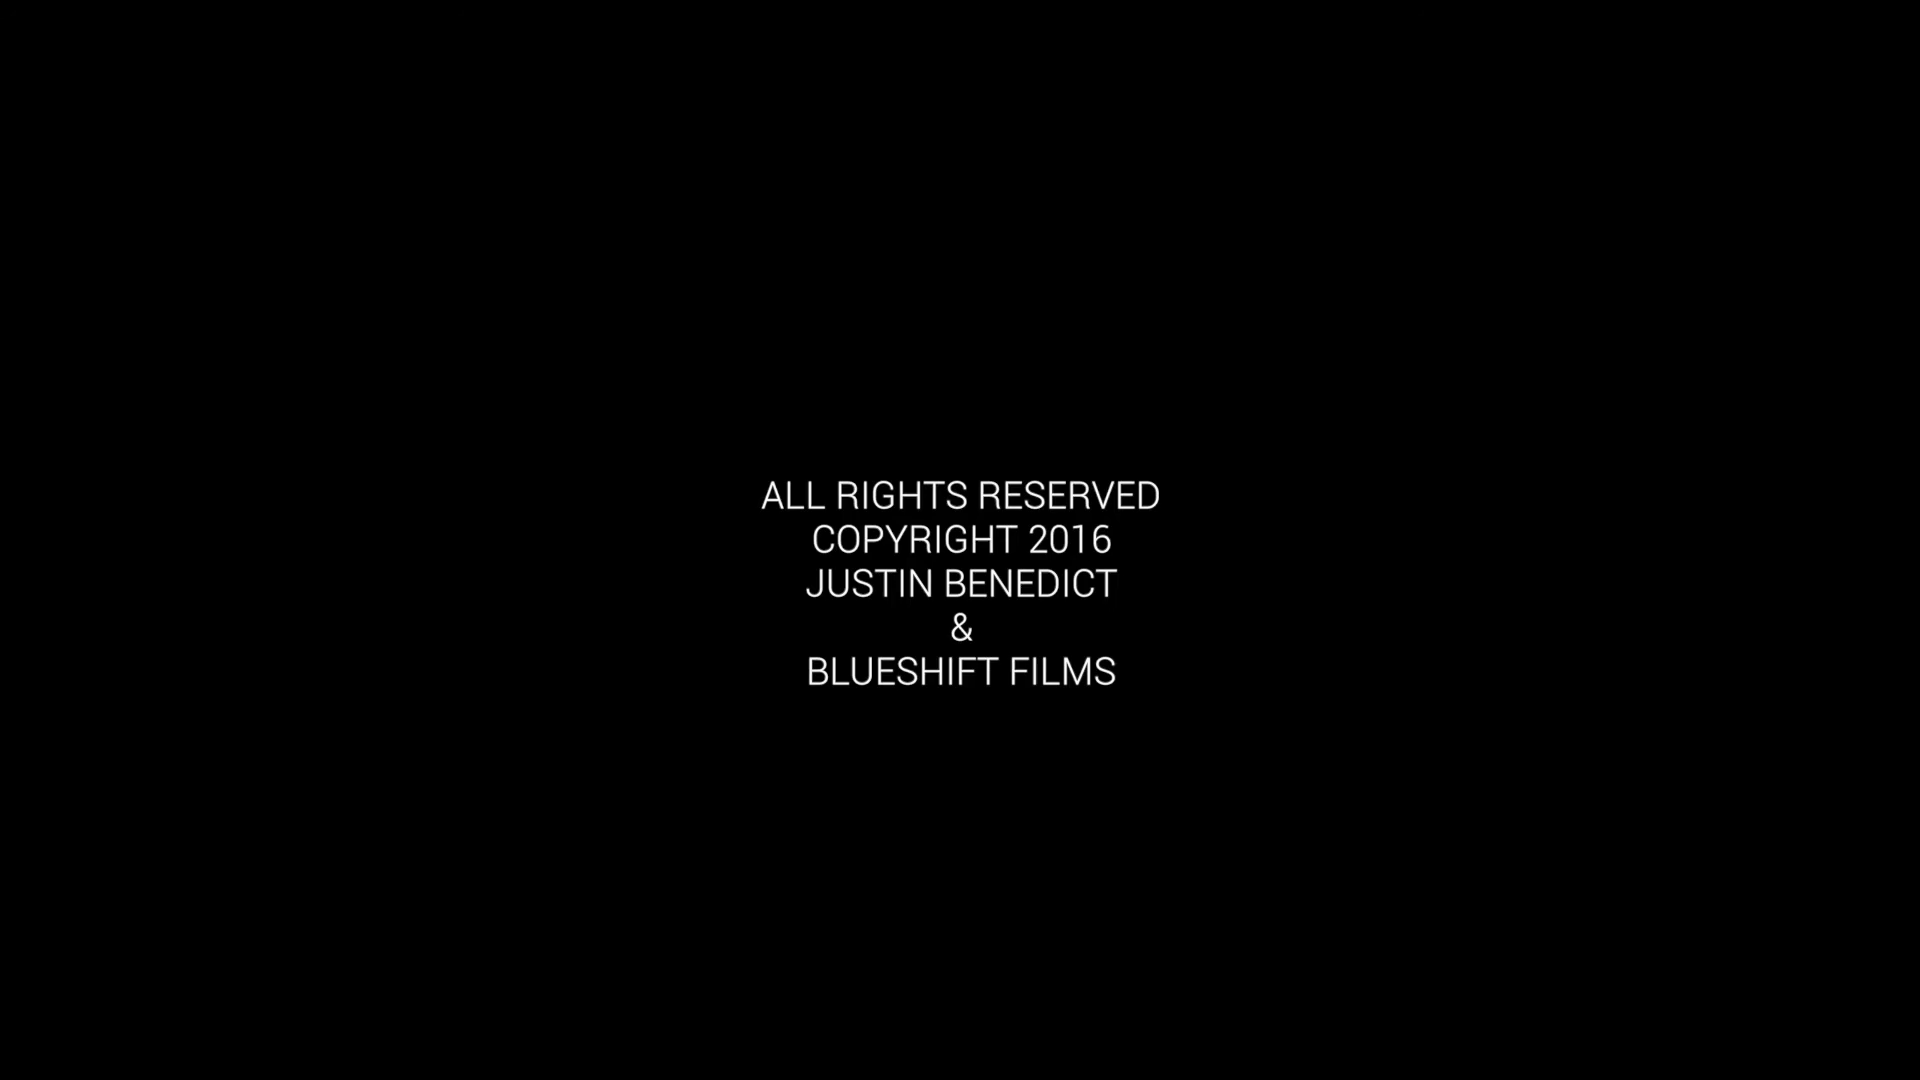 ALL RIGHTS RESERVED
COPYRIGHT 2016
JUSTIN BENEDICT
&
BLUESHIFT FILMS